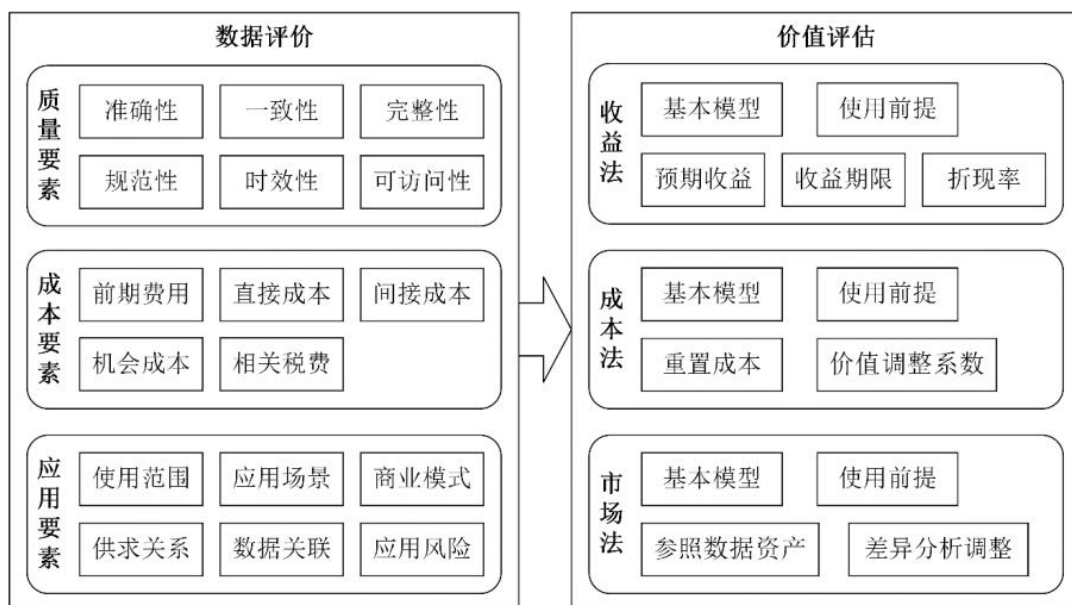 数据评价
质量要素
准确性 一致性 完整性
规范性 时效性 可访问性
成本要素
前期费用 直接成本 间接成本
机会成本 相关税费
应用要素
使用范围 应用场景 商业模式
供求关系 数据关联 应用风险
价值评估
收益法
基本模型 使用前提
预期收益 收益期限 折现率
成本法
基本模型 使用前提
重置成本 价值调整系数
市场法
基本模型 使用前提
参照数据资产 差异分析调整